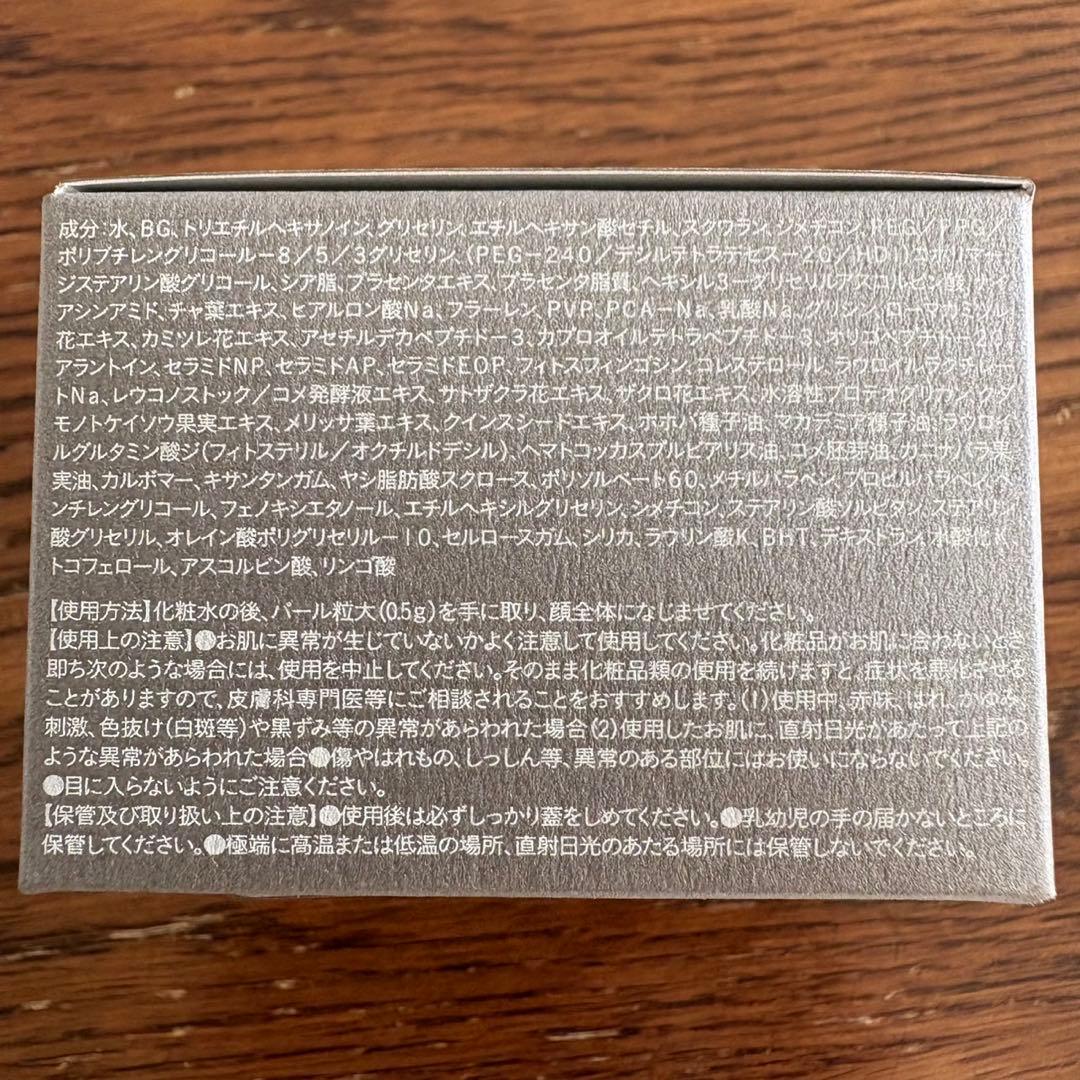 成分:水、BG、トリエチルヘキサノイン、グリセリン、エチルヘキサン酸セチル、スクワラン、ジメチコン、PEG/PPG/
ポリブチレングリコールー8/5/3グリセリン、(PEG-240/デシルテトラデセス-20/HDI)コポリマー、
ジステアリン酸グリコール、シア脂、プラセンタエキス、プラセンタ脂質、ヘキシル3-グリセリルアスコルビン酸、
アシンアミド、チャ葉エキス、ヒアルロン酸Na、フラーレン、PVP、PCA-Na、乳酸Na、グリシン、ローマカミツレ
花エキス、カミツレ花エキス、アセチルデカペプチド-3、カプロオイルテトラペプチド-3、オリゴペプチド
アラントイン、セラミドNP、セラミドAP、セラミドEOP、フィトスフィンゴシン、コレステロール、ラウロイルラクチレー
トNa、レウコノストック/コメ発酵液エキス、サトザクラ花エキス、ザクロ花エキス、水溶性プロテオグリカン、
モノトケイソウ果実エキス、メリッサ葉エキス、クインスシードエキス、ホホバ種子油、マカデミア種子油、ラウロイ
ルグルタミン酸ジ(フィトステリル/オクチルドデシル)、ヘマトコッカスプルビアリス油、コメ胚芽油、カニナバラ果
実油、カルボマー、キサンタンガム、ヤシ脂肪酸スクロース、ポリソルベート60、メチルパラベン、プロピルパラベン、ペ
ンチレングリコール、フェノキシエタノール、エチルヘキシルグリセリン、シメチコン、ステアリン酸ソルビタン、ステアリン
酸グリセリル、オレイン酸ポリグリセリル-10、セルロースガム、シリカ、ラウリン酸K、BHT、デキストラン、水酸化K、
トコフェロール、アスコルビン酸、リンゴ酸
【使用方法】化粧水の後、パール粒大(0.5g)を手に取り、顔全体になじませてください。
【使用上の注意】●お肌に異常が生じていないかよく注意して使用してください。化粧品がお肌に合わないとき
即ち次のような場合には、使用を中止してください。そのまま化粧品類の使用を続けますと、症状を悪化させる
ことがありますので、皮膚科専門医等にご相談されることをおすすめします。(1)使用中、赤味、はれ、かゆみ、
刺激、色抜け(白斑等)や黒ずみ等の異常があらわれた場合(2)使用したお肌に、直射日光があたって上記の
ような異常があらわれた場合●傷やはれもの、しっしん等、異常のある部位にはお使いにならないでください。
●目に入らないようにご注意ください。
【保管及び取り扱い上の注意】●使用後は必ずしっかり蓋をしめてください。●乳幼児の手の届かないところに
保管してください。●極端に高温または低温の場所、直射日光のあたる場所には保管しないでください。